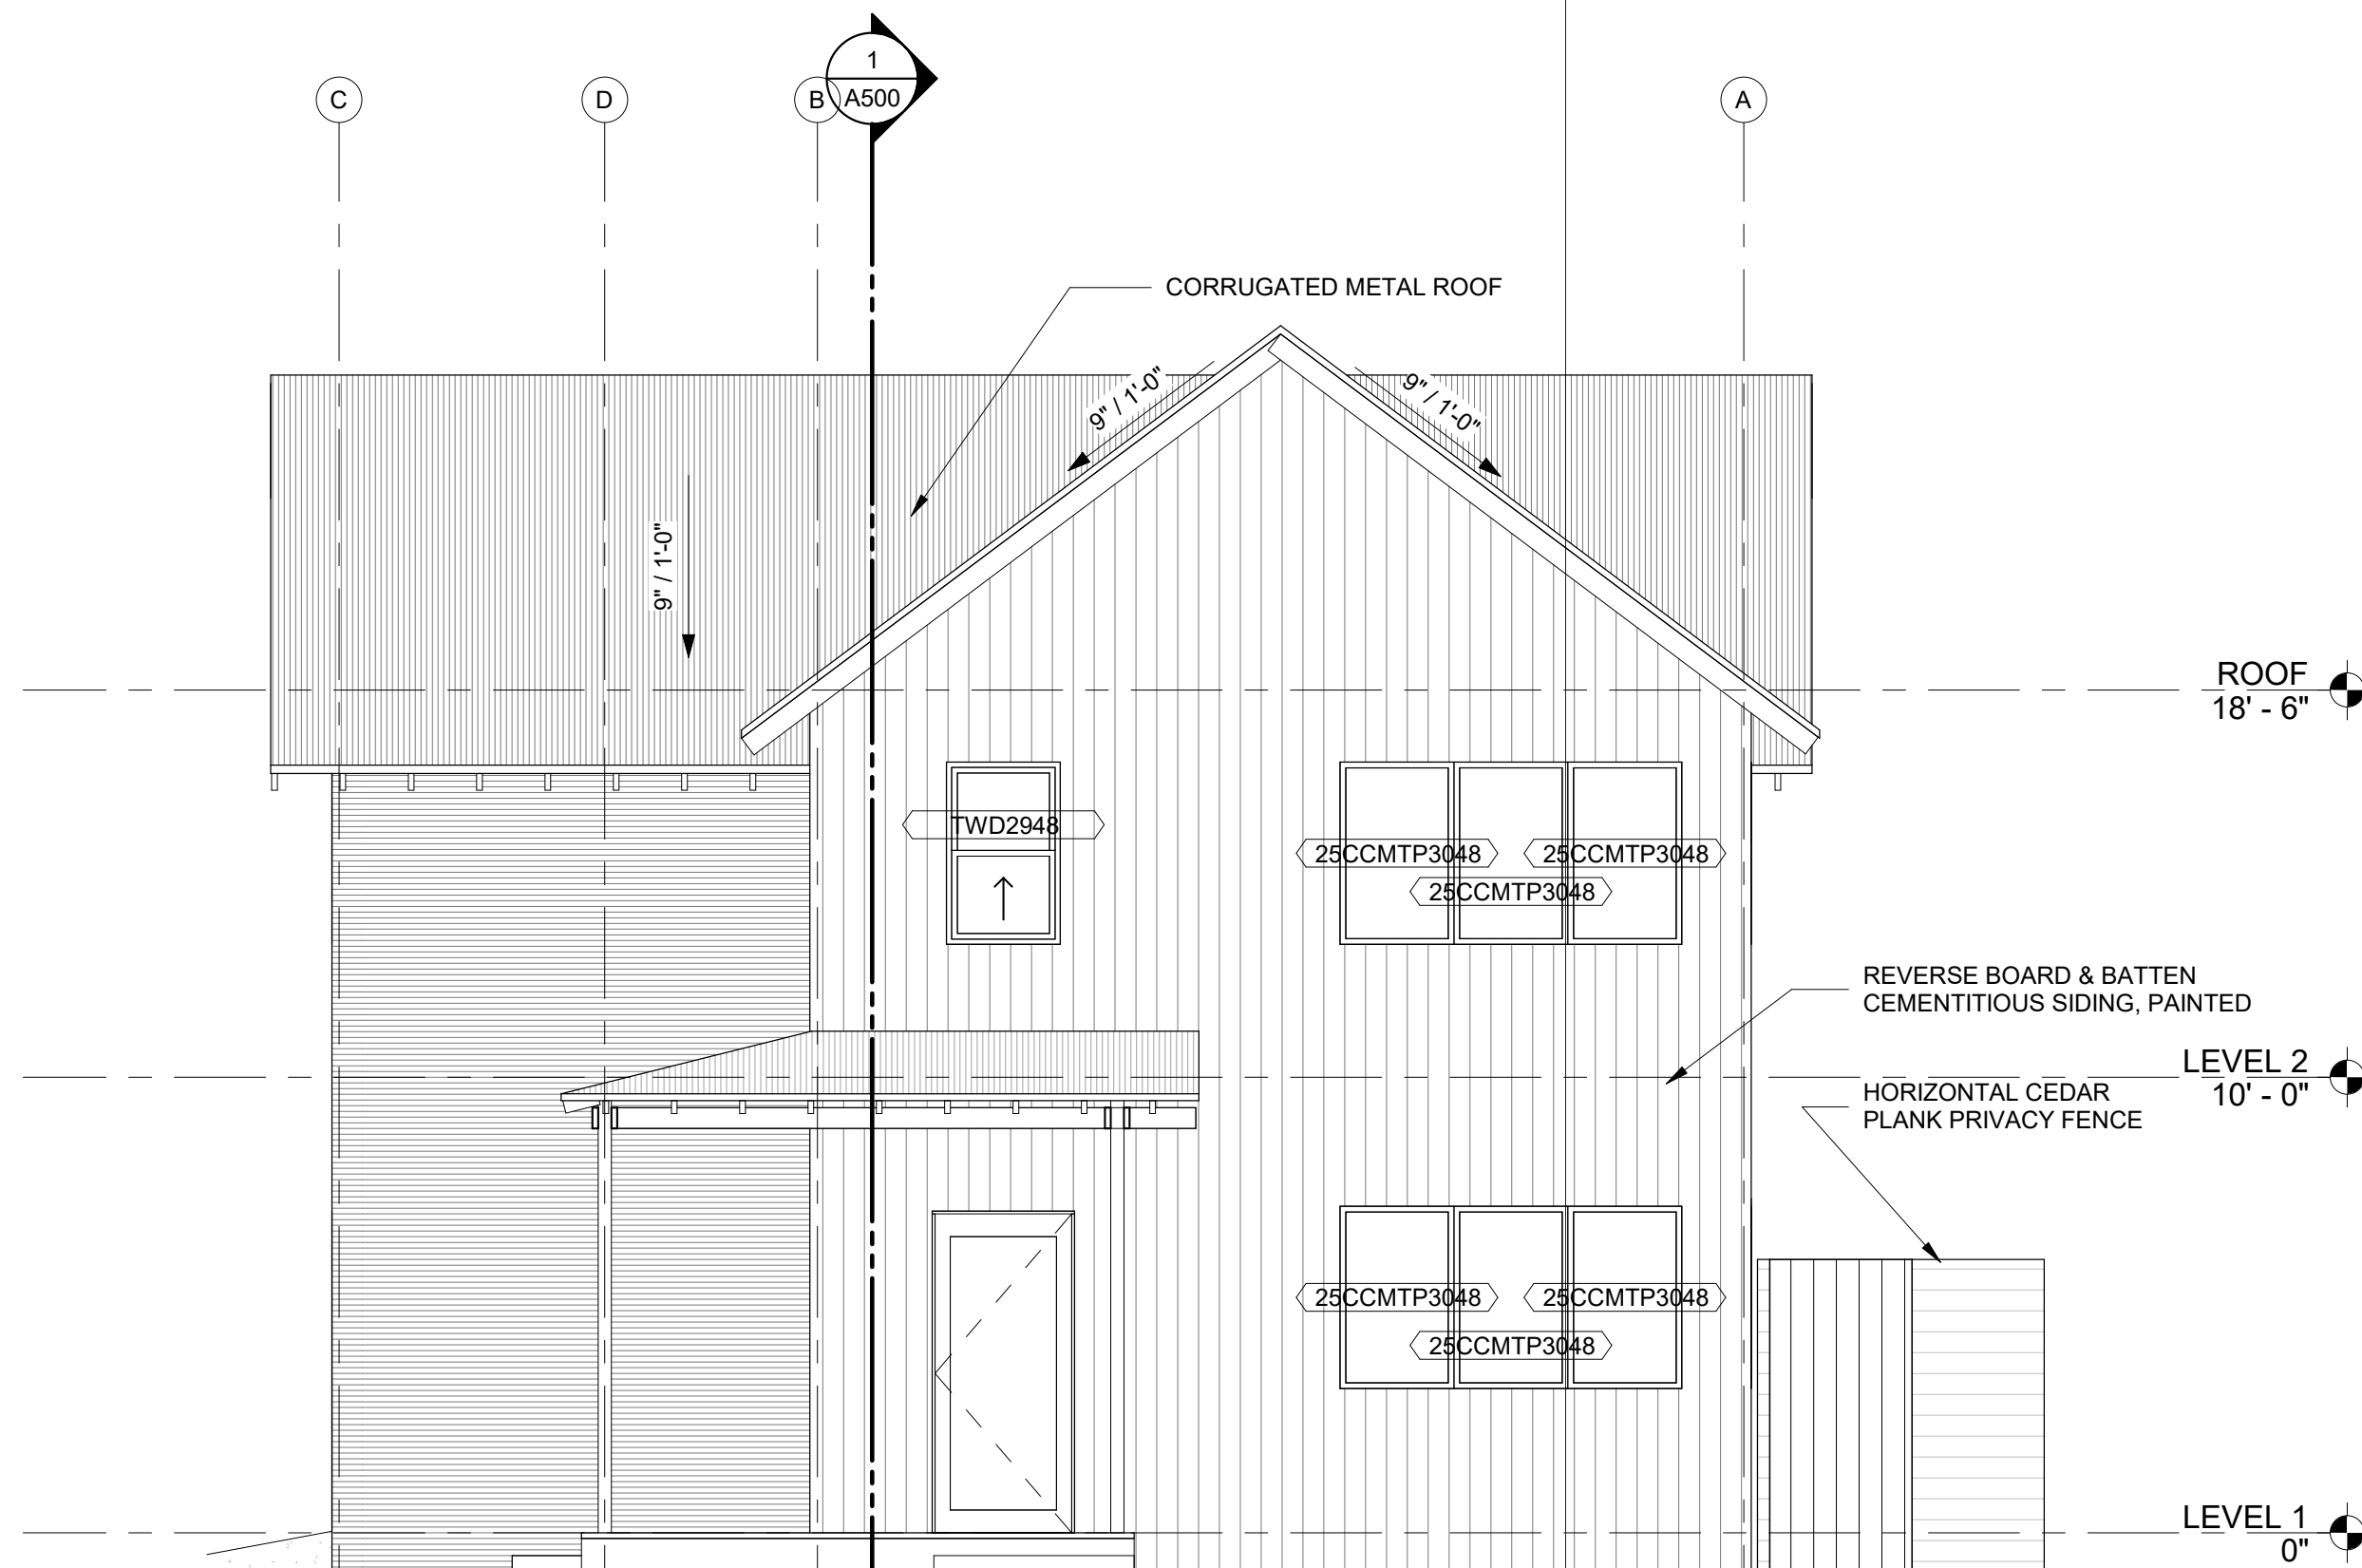 1
A500
C
D
B
A
CORRUGATED METAL ROOF
9" / 1'-0"
9" / 1'-0"
9" / 1'-0"
ROOF
18' - 6"
TWD2948
25CCMTP3048
25CCMTP3048
25CCMTP3048
REVERSE BOARD & BATTEN
CEMENTITIOUS SIDING, PAINTED
LEVEL 2
10' - 0"
HORIZONTAL CEDAR
PLANK PRIVACY FENCE
25CCMTP3048
25CCMTP3048
25CCMTP3048
LEVEL 1
0"